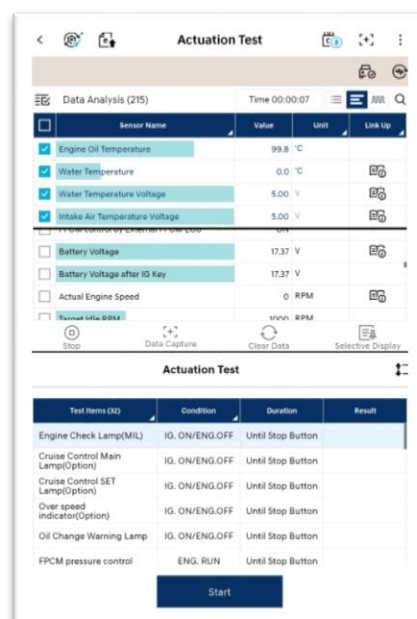 Actuation Test
Data Analysis (215) Time 00:00:07
Sensor Name Value Unit Link Up
Engine Oil Temperature 99.8 °C
Water Temperature 0.0 °C
Water Temperature Voltage 5.00 V
Intake Air Temperature Voltage 5.00 V
Battery Voltage 17.37 V
Battery Voltage after IG Key 17.37 V
Actual Engine Speed 0 RPM
Target Idle RPM 1000 RPM
Stop Data Capture Clear Data Selective Display
Actuation Test
Test Items (32) Condition Duration Result
Engine Check Lamp(MIL) IG. ON/ENG.OFF Until Stop Button
Cruise Control Main
Lamp(Option) IG. ON/ENG.OFF Until Stop Button
Cruise Control SET
Lamp(Option) IG. ON/ENG.OFF Until Stop Button
Over speed
indicator(Option) IG. ON/ENG.OFF Until Stop Button
Oil Change Warning Lamp IG. ON/ENG.OFF Until Stop Button
FPCM pressure control ENG. RUN Until Stop Button
Start